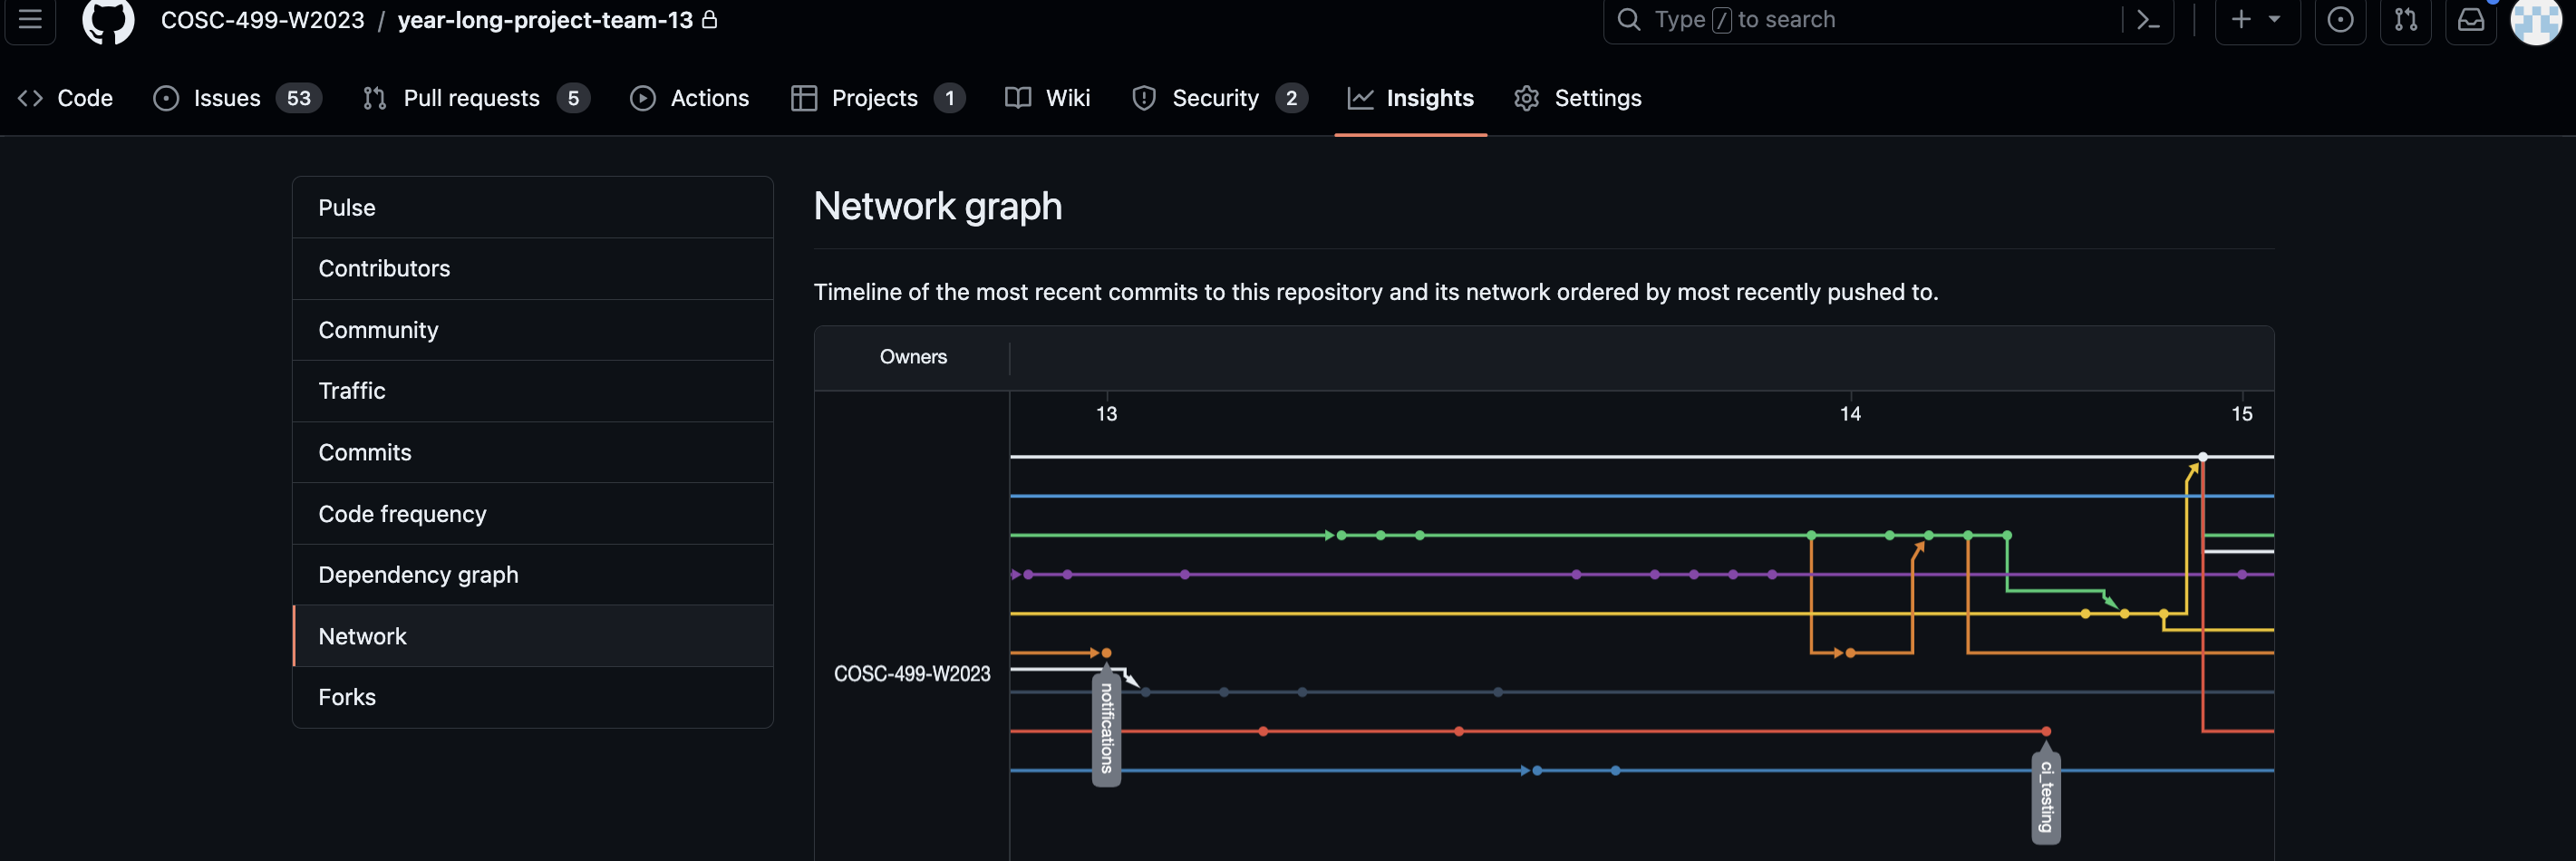 COSC-499-W2023 / year-long-project-team-13
Type / to search
Code
Issues 53
Pull requests 5
Actions
Projects 1
Wiki
Security 2
Insights
Settings
Pulse
Contributors
Community
Traffic
Commits
Code frequency
Dependency graph
Network
Forks
Network graph
Timeline of the most recent commits to this repository and its network ordered by most recently pushed to.
Owners
13 14 15
COSC-499-W2023
notifications
ci_testing